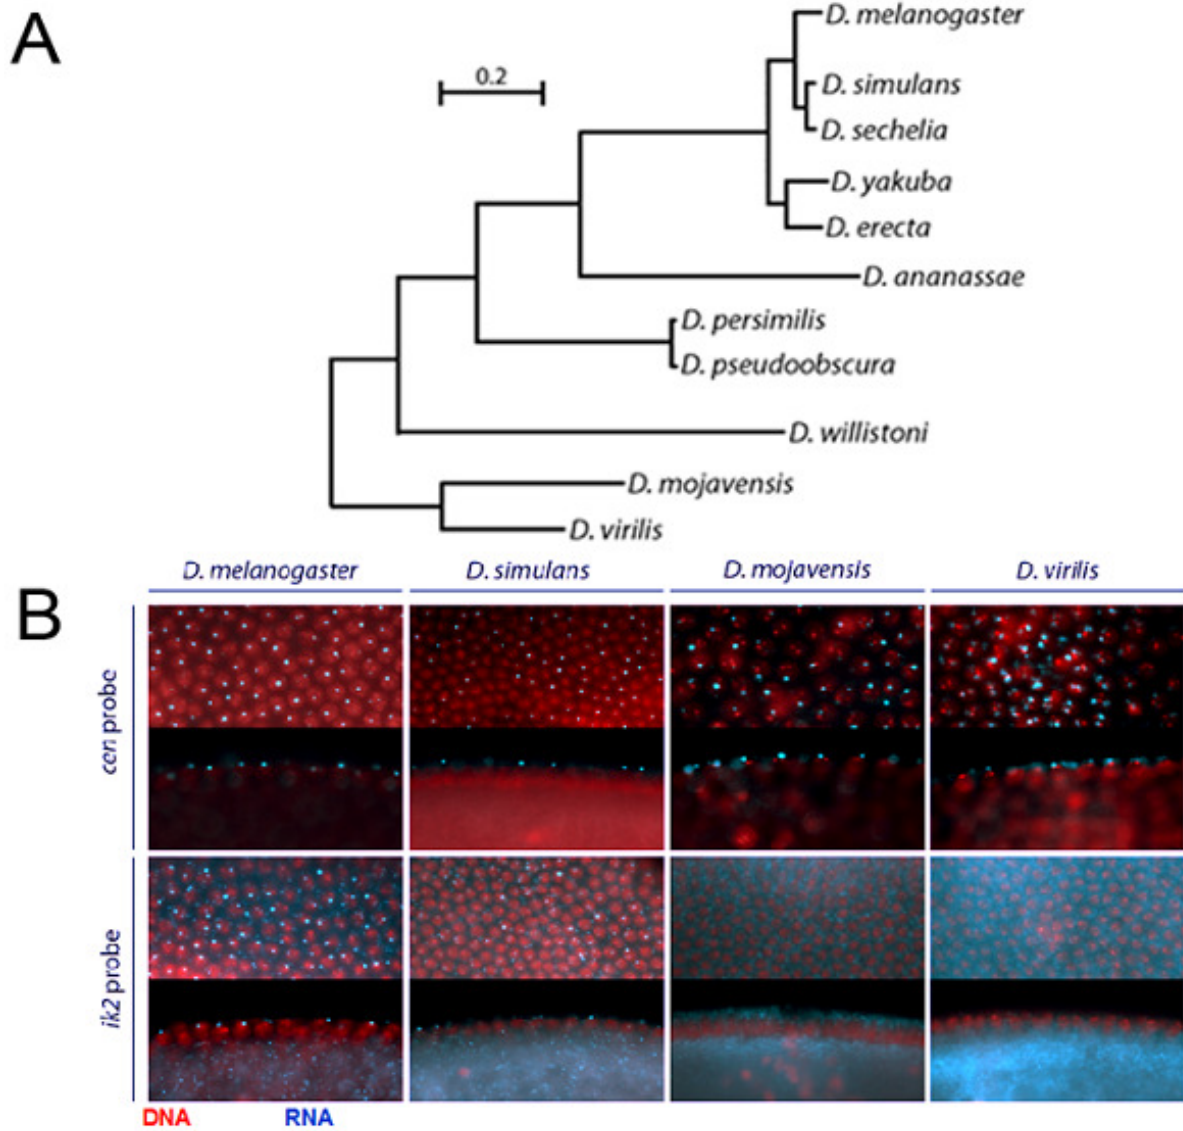 A
0.2
D. melanogaster
D. simulans
D. sechelia
D. yakuba
D. erecta
D. ananassae
D. persimilis
D. pseudoobscura
D. willistoni
D. mojavensis
D. virilis
B
D. melanogaster D. simulans D. mojavensis D. virilis
cen probe
ik2 probe
DNA RNA